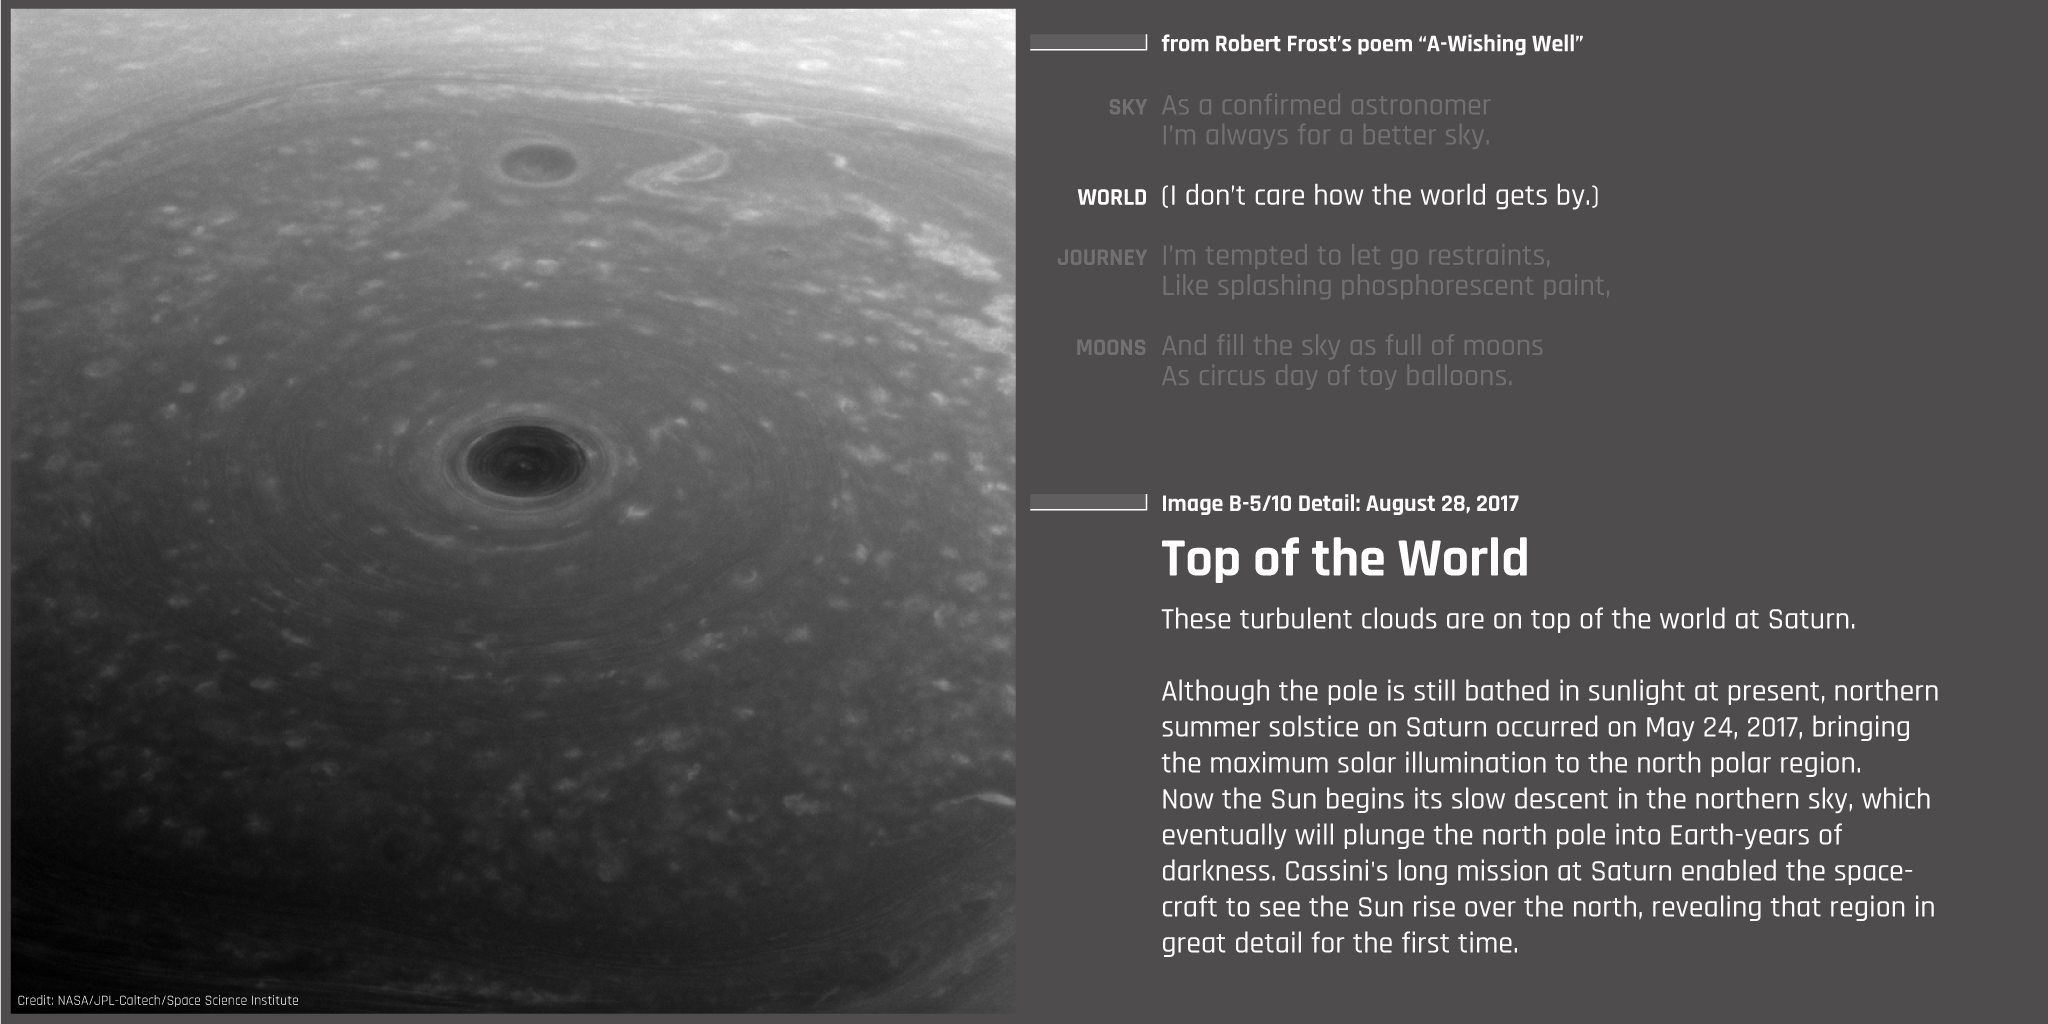 from Robert Frost’s poem “A-Wishing Well”
SKY As a confirmed astronomer
I’m always for a better sky.
WORLD (I don’t care how the world gets by.)
JOURNEY I’m tempted to let go restraints,
Like splashing phosphorescent paint,
MOONS And fill the sky as full of moons
As circus day of toy balloons.
Image B-5/10 Detail: August 28, 2017
Top of the World
These turbulent clouds are on top of the world at Saturn.
Although the pole is still bathed in sunlight at present, northern
summer solstice on Saturn occurred on May 24, 2017, bringing
the maximum solar illumination to the north polar region.
Now the Sun begins its slow descent in the northern sky, which
eventually will plunge the north pole into Earth-years of
darkness. Cassini's long mission at Saturn enabled the space-
craft to see the Sun rise over the north, revealing that region in
great detail for the first time.
Credit: NASA/JPL-Caltech/Space Science Institute